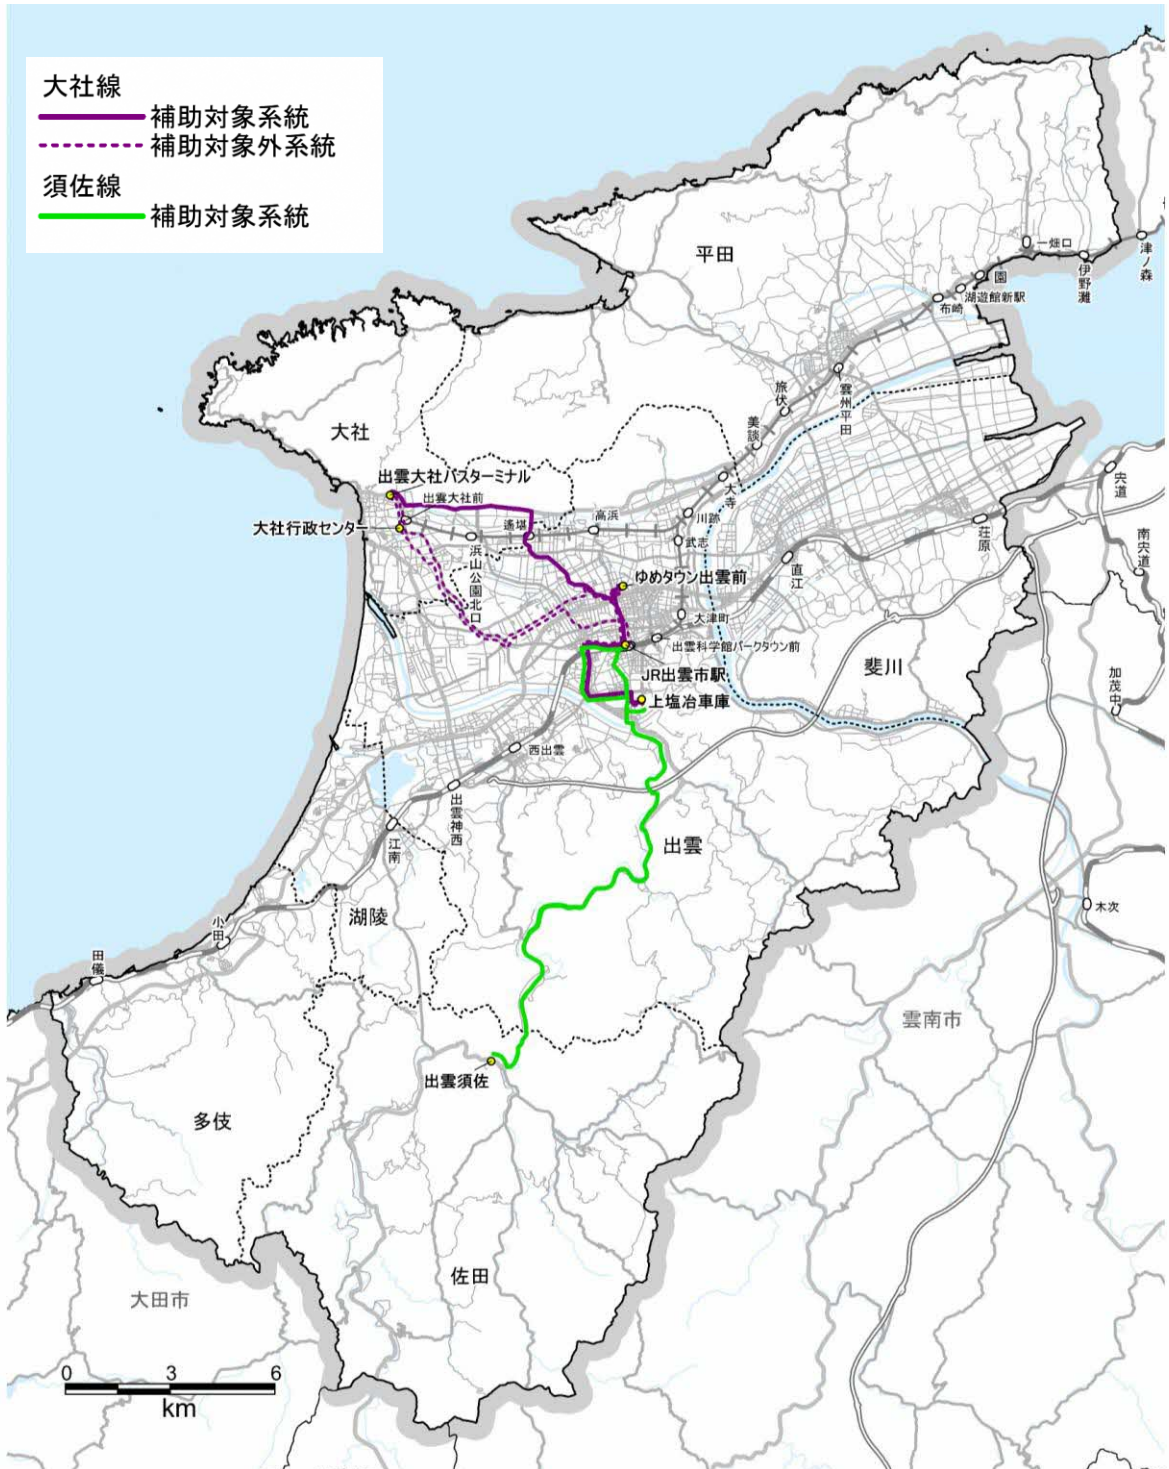 大社線
補助対象系統
補助対象外系統
須佐線
補助対象系統
平田
一畑口
津ノ森
伊野灘
園
湖遊館新駅
布崎
雲州平田
旅伏
美談
大社
出雲大社バスターミナル
出雲大社前
大社行政センター
遙堪
高浜
大寺
川跡
武志
浜山公園北口
宍道
荘原
南宍道
直江
ゆめタウン出雲前
大津町
出雲科学館パークタウン前
JR出雲市駅
斐川
加茂中
上塩冶車庫
西出雲
出雲神西
江南
出雲
湖陵
小田
田儀
木次
雲南市
出雲須佐
多伎
佐田
大田市
0 3 6
km